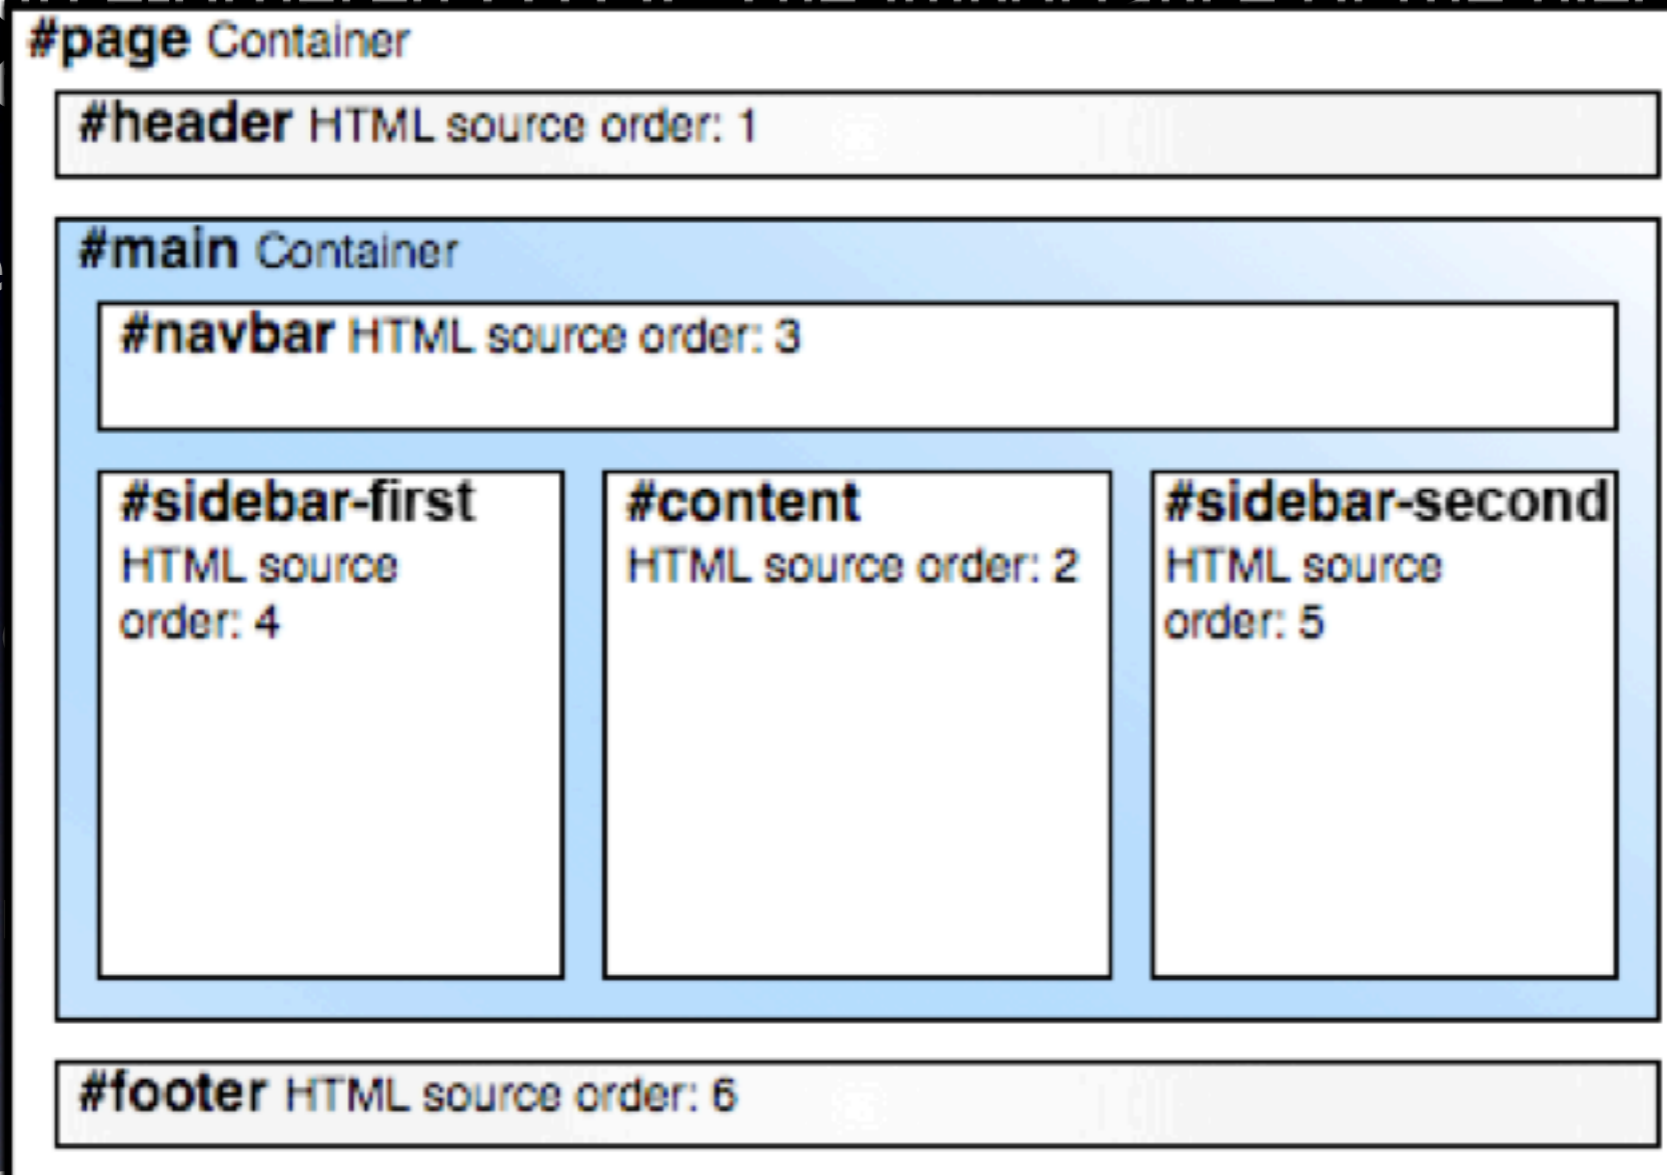 #page Container
#header HTML source order: 1
#main Container
#navbar HTML source order: 3
#sidebar-first
HTML source
order: 4
#content
HTML source order: 2
#sidebar-second
HTML source
order: 5
#footer HTML source order: 6